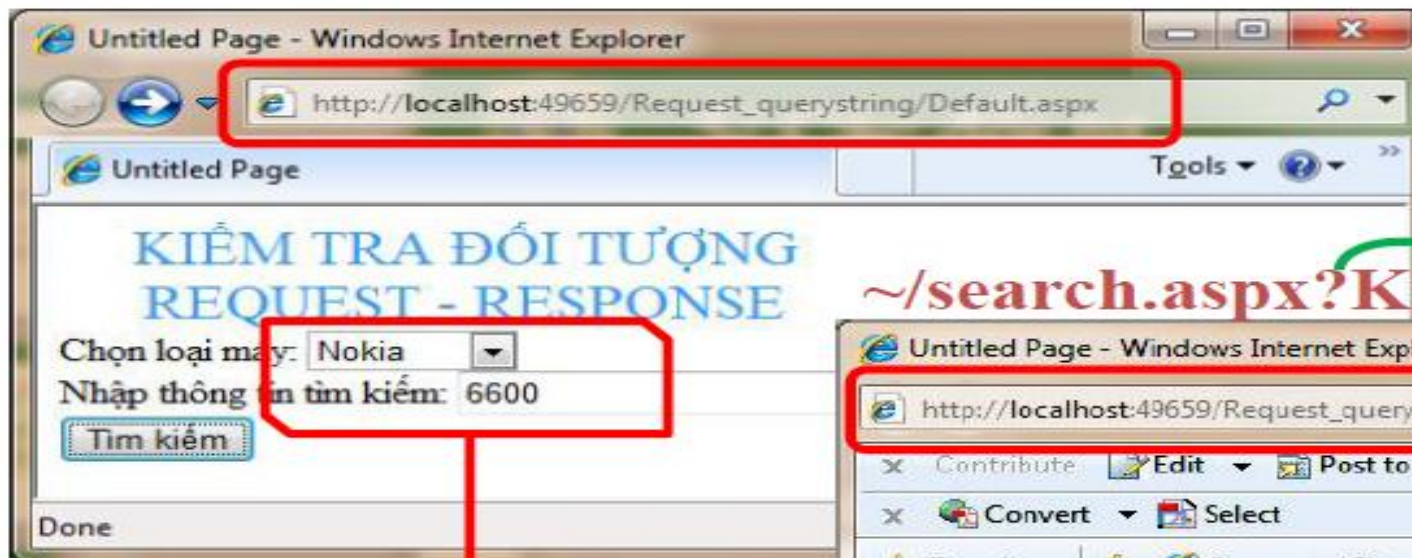 Untitled Page - Windows Internet Explorer
http://localhost:49659/Request_querystring/Default.aspx
Untitled Page
Tools
KIỂM TRA ĐỐI TƯỢNG
REQUEST - RESPONSE
~/search.aspx?K
Chọn loại máy: Nokia
Nhập thông tin tìm kiếm: 6600
Tìm kiếm
Done
Untitled Page - Windows Internet Exp
http://localhost:49659/Request_query
Contribute Edit Post to
Convert Select